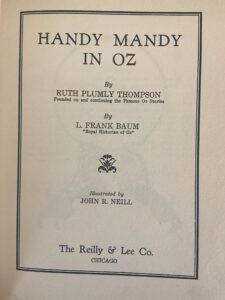 HANDY MANDY
IN OZ
By
RUTH PLUMLY THOMPSON
Founded on and continuing the Famous Oz Stories
By
L. FRANK BAUM
"Royal Historian of Oz"
Illustrated by
JOHN R. NEILL
The Reilly & Lee Co.
CHICAGO